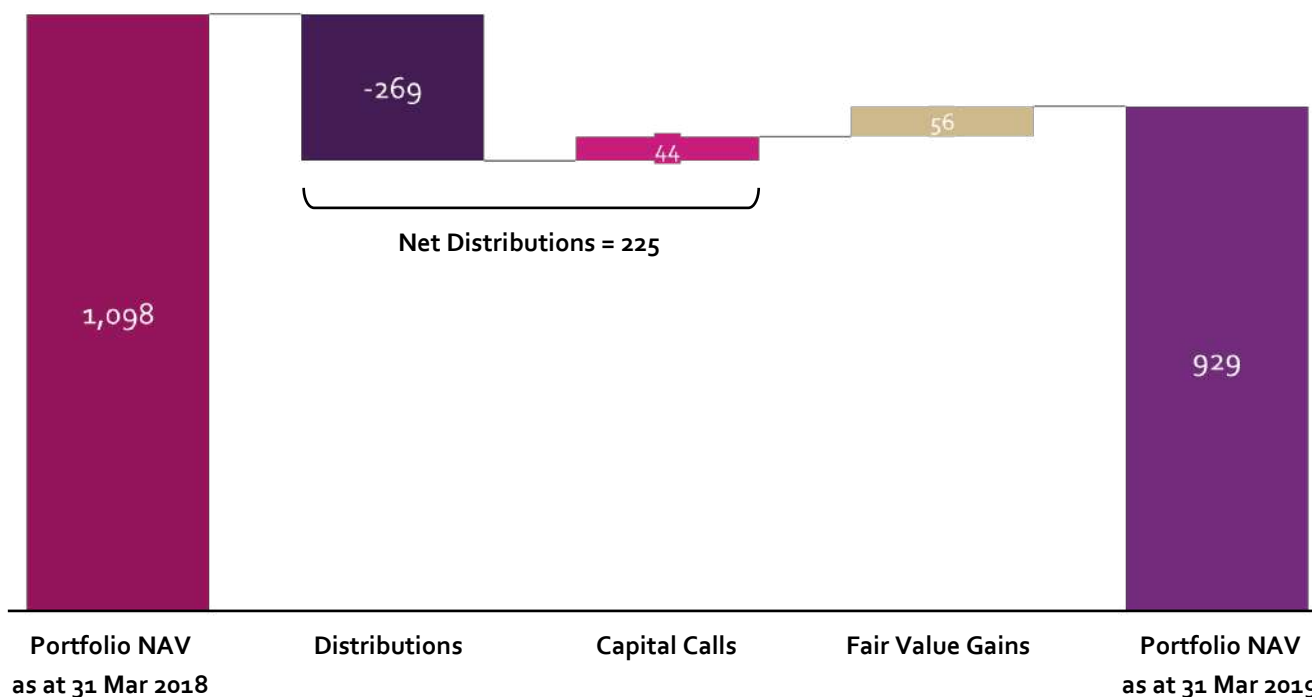 -269
56
44
Net Distributions = 225
1,098
929
Portfolio NAV
as at 31 Mar 2018
Distributions
Capital Calls
Fair Value Gains
Portfolio NAV
as at 31 Mar 2019